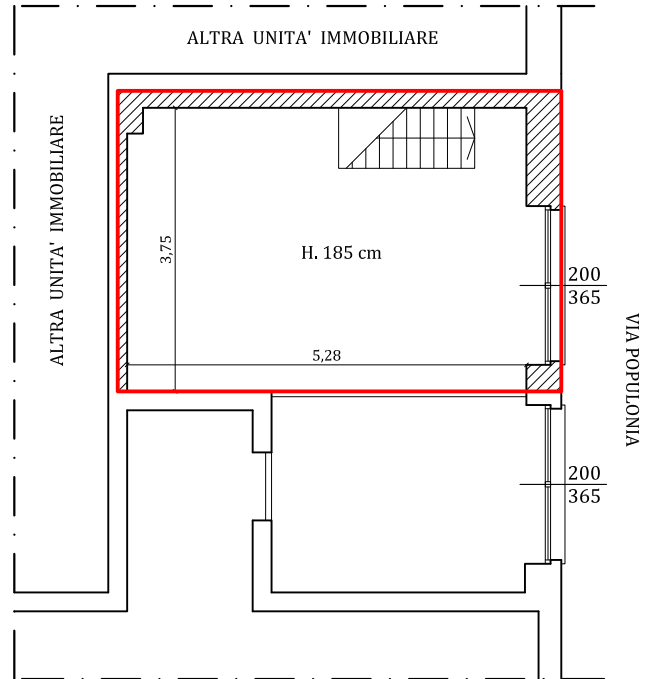 ALTRA UNITA' IMMOBILIARE
ALTRA UNITA' IMMOBILIARE
3,75
H. 185 cm
200
365
5,28
VIA POPULONIA
200
365